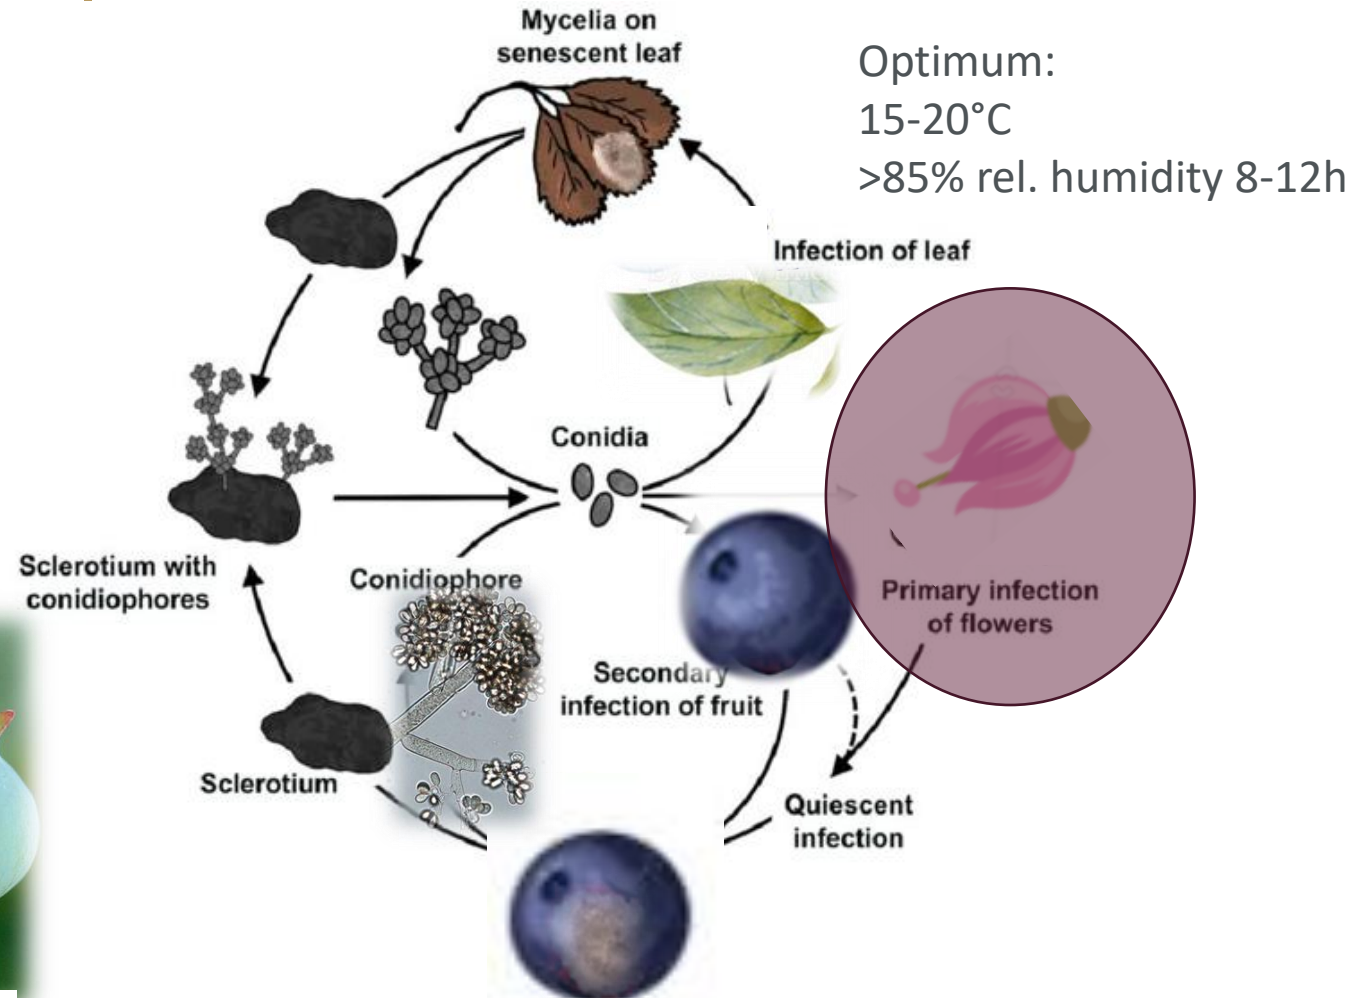 Mycelia on
senescent leaf
Optimum:
15-20°C
>85% rel. humidity 8-12h
Infection of leaf
Conidia
Sclerotium with
conidiophores
Conidiophore
Primary infection
of flowers
Secondary
infection of fruit
Sclerotium
Quiescent
infection